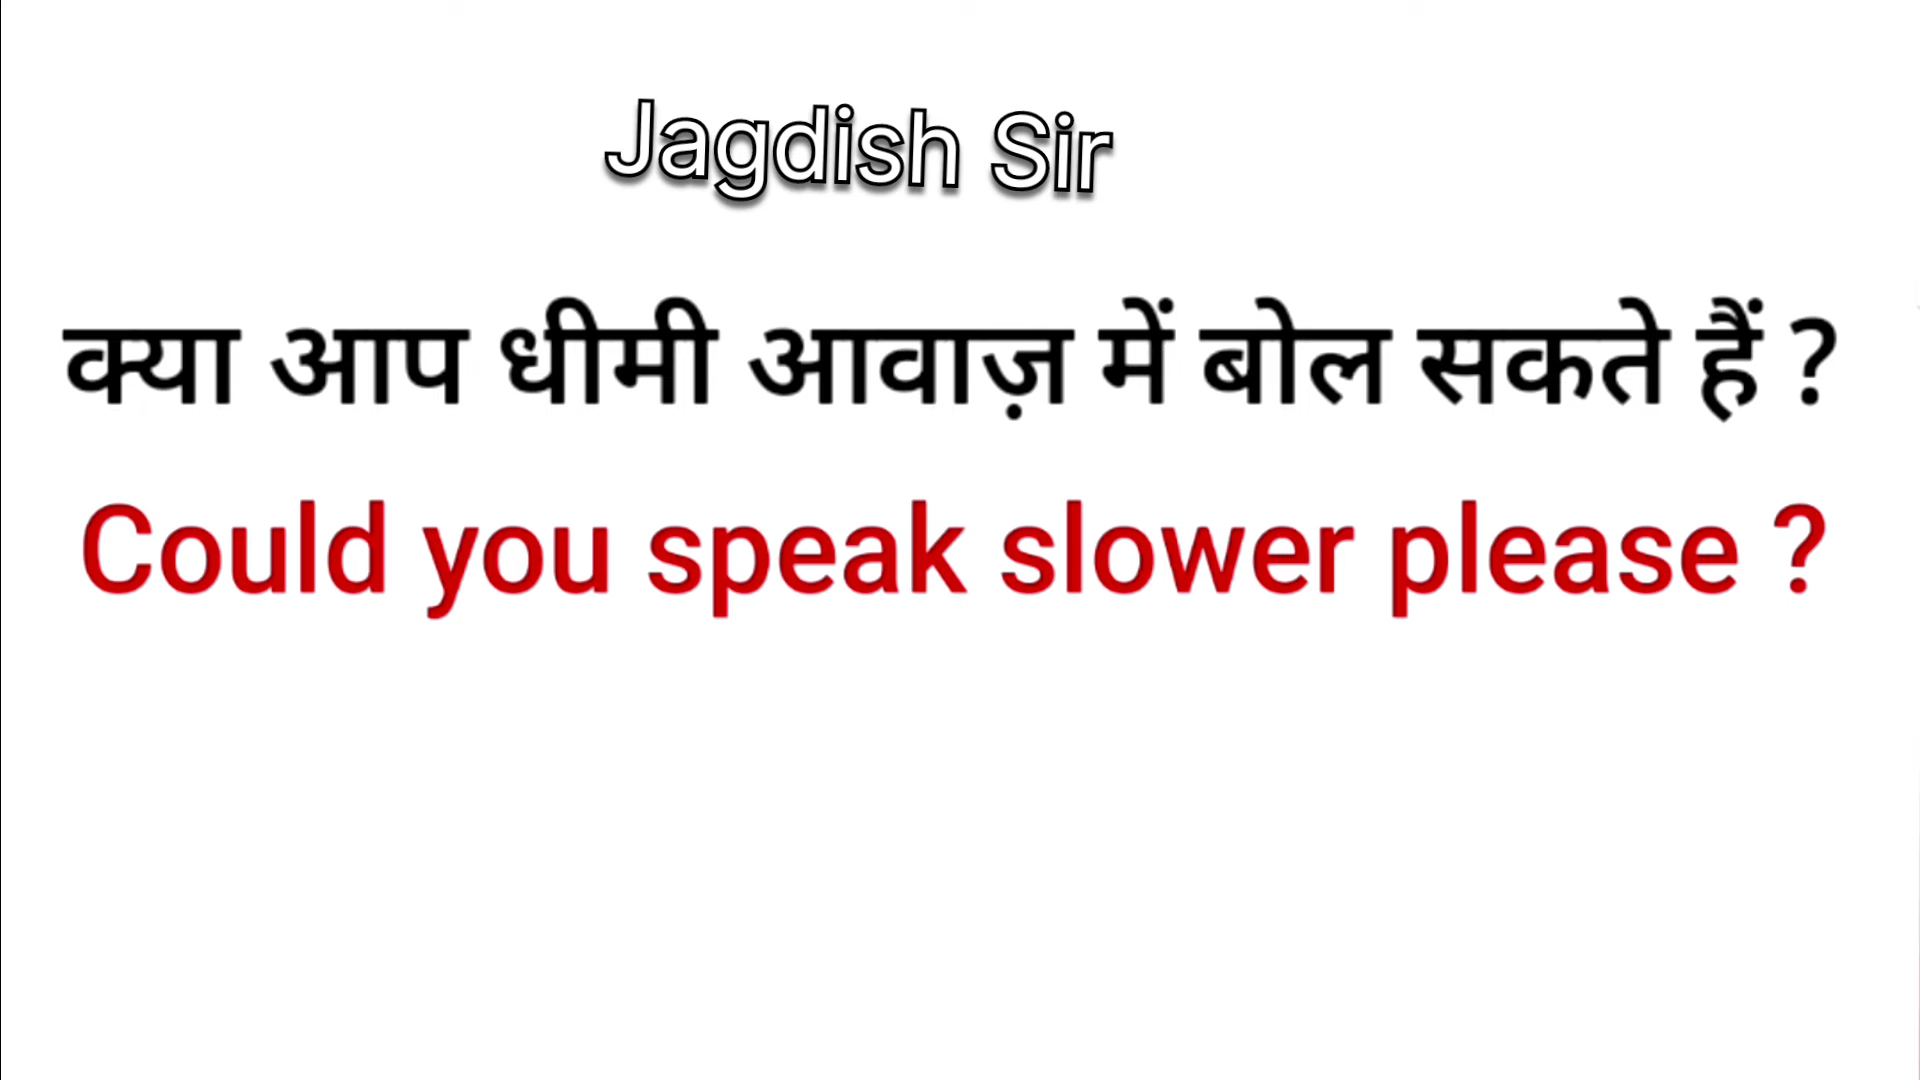 Jagdish Sir
क्या आप धीमी आवाज़ में बोल सकते हैं ?
Could you speak slower please ?